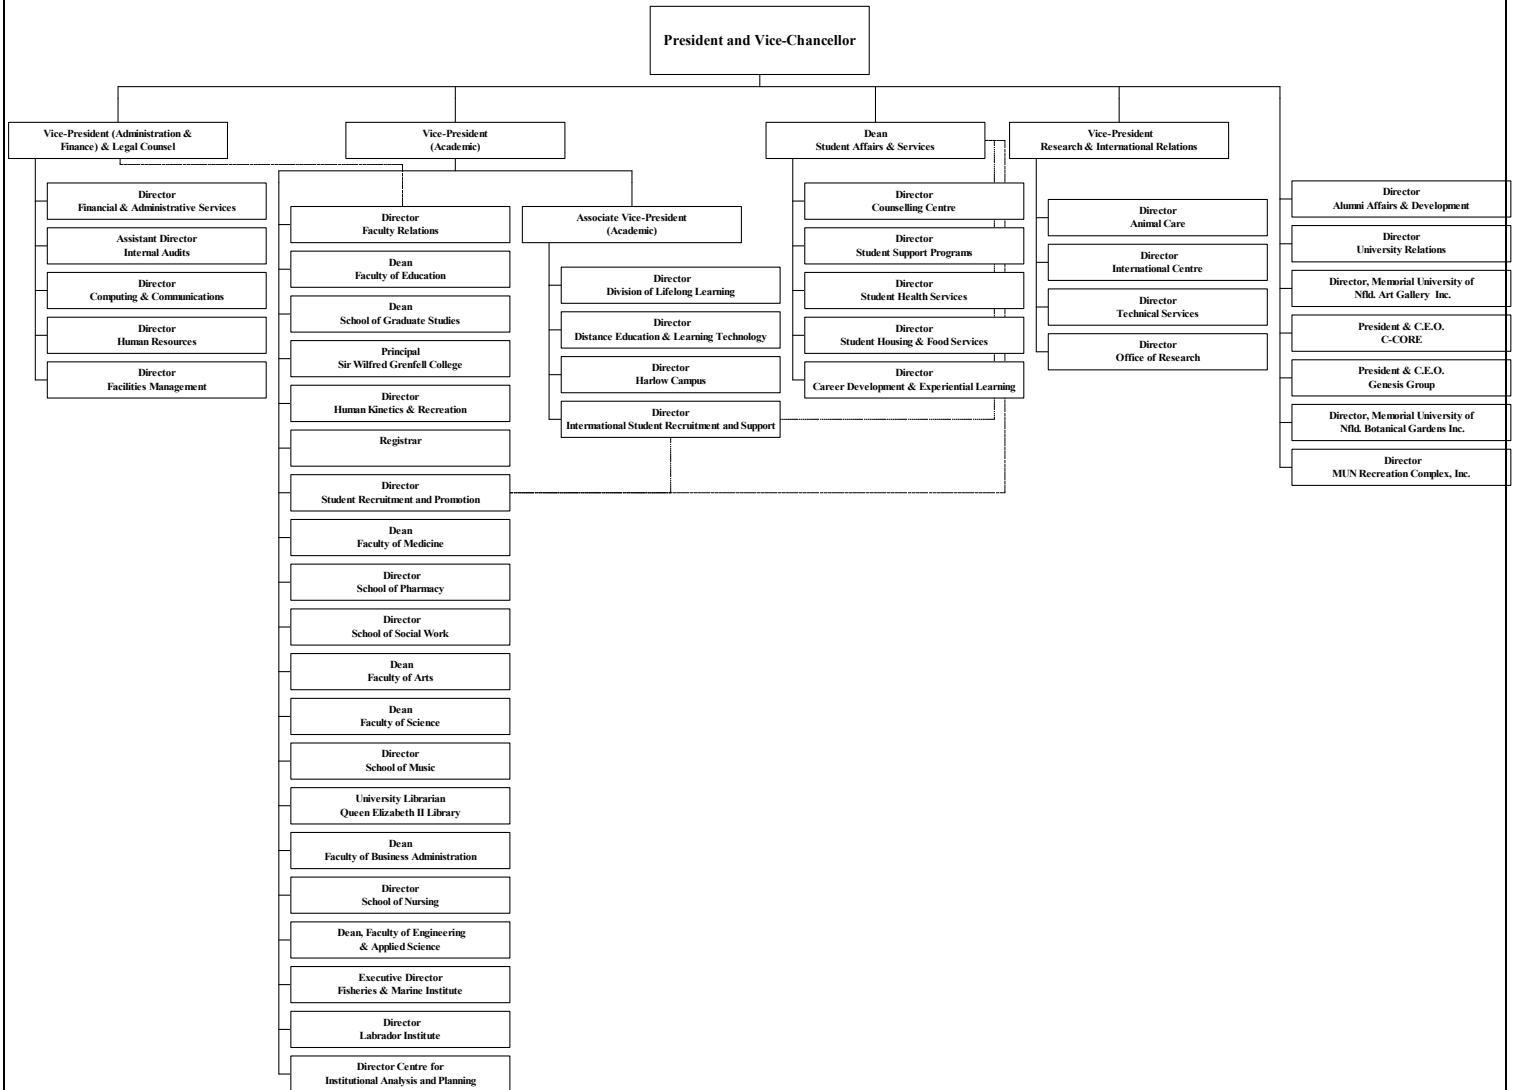 President and Vice-Chancellor
Vice-President (Administration &
Finance) & Legal Counsel
Vice-President
(Academic)
Dean
Student Affairs & Services
Vice-President
Research & International Relations
Director
Financial & Administrative Services
Assistant Director
Internal Audits
Director
Computing & Communications
Director
Human Resources
Director
Facilities Management
Director
Faculty Relations
Dean
Faculty of Education
Dean
School of Graduate Studies
Principal
Sir Wilfred Grenfell College
Director
Human Kinetics & Recreation
Registrar
Director
Student Recruitment and Promotion
Dean
Faculty of Medicine
Director
School of Pharmacy
Director
School of Social Work
Dean
Faculty of Arts
Dean
Faculty of Science
Director
School of Music
University Librarian
Queen Elizabeth II Library
Dean
Faculty of Business Administration
Director
School of Nursing
Dean, Faculty of Engineering
& Applied Science
Executive Director
Fisheries & Marine Institute
Director
Labrador Institute
Director Centre for
Institutional Analysis and Planning
Associate Vice-President
(Academic)
Director
Division of Lifelong Learning
Director
Distance Education & Learning Technology
Director
Harlow Campus
Director
International Student Recruitment and Support
Director
Counselling Centre
Director
Student Support Programs
Director
Student Health Services
Director
Student Housing & Food Services
Director
Career Development & Experiential Learning
Director
Animal Care
Director
International Centre
Director
Technical Services
Director
Office of Research
Director
Alumni Affairs & Development
Director
University Relations
Director, Memorial University of
Nfld. Art Gallery Inc.
President & C.E.O.
C-CORE
President & C.E.O.
Genesis Group
Director, Memorial University of
Nfld. Botanical Gardens Inc.
Director
MUN Recreation Complex, Inc.